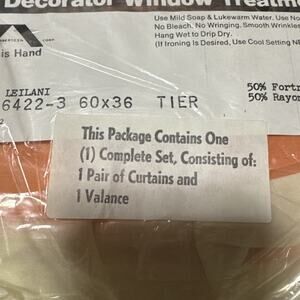 Decorator Window Treatm
Use Mild Soap & Lukewarm Water. Use No
No Bleach. No Wringing. Smooth Wrinkles
Hang Wet to Drip Dry.
(If Ironing Is Desired, Use Cool Setting
is Hand
LEILANI
50% Fortr
6422-3 60x36 TIER
50% Rayo
This Package Contains One
(1) Complete Set, Consisting of:
1 Pair of Curtains and
1 Valance